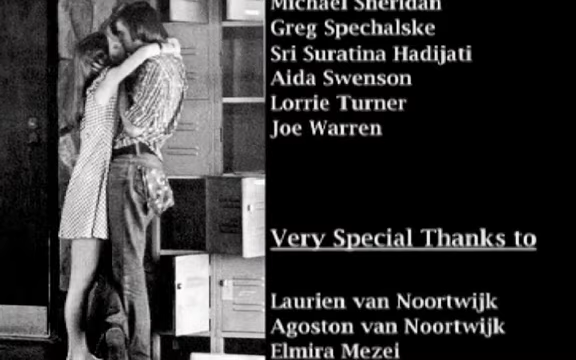 Michael Sheridan
Greg Spechalske
Sri Suratina Hadijati
Aida Swenson
Lorrie Turner
Joe Warren
Very Special Thanks to
Laurien van Noortwijk
Agoston van Noortwijk
Elmira Mezei